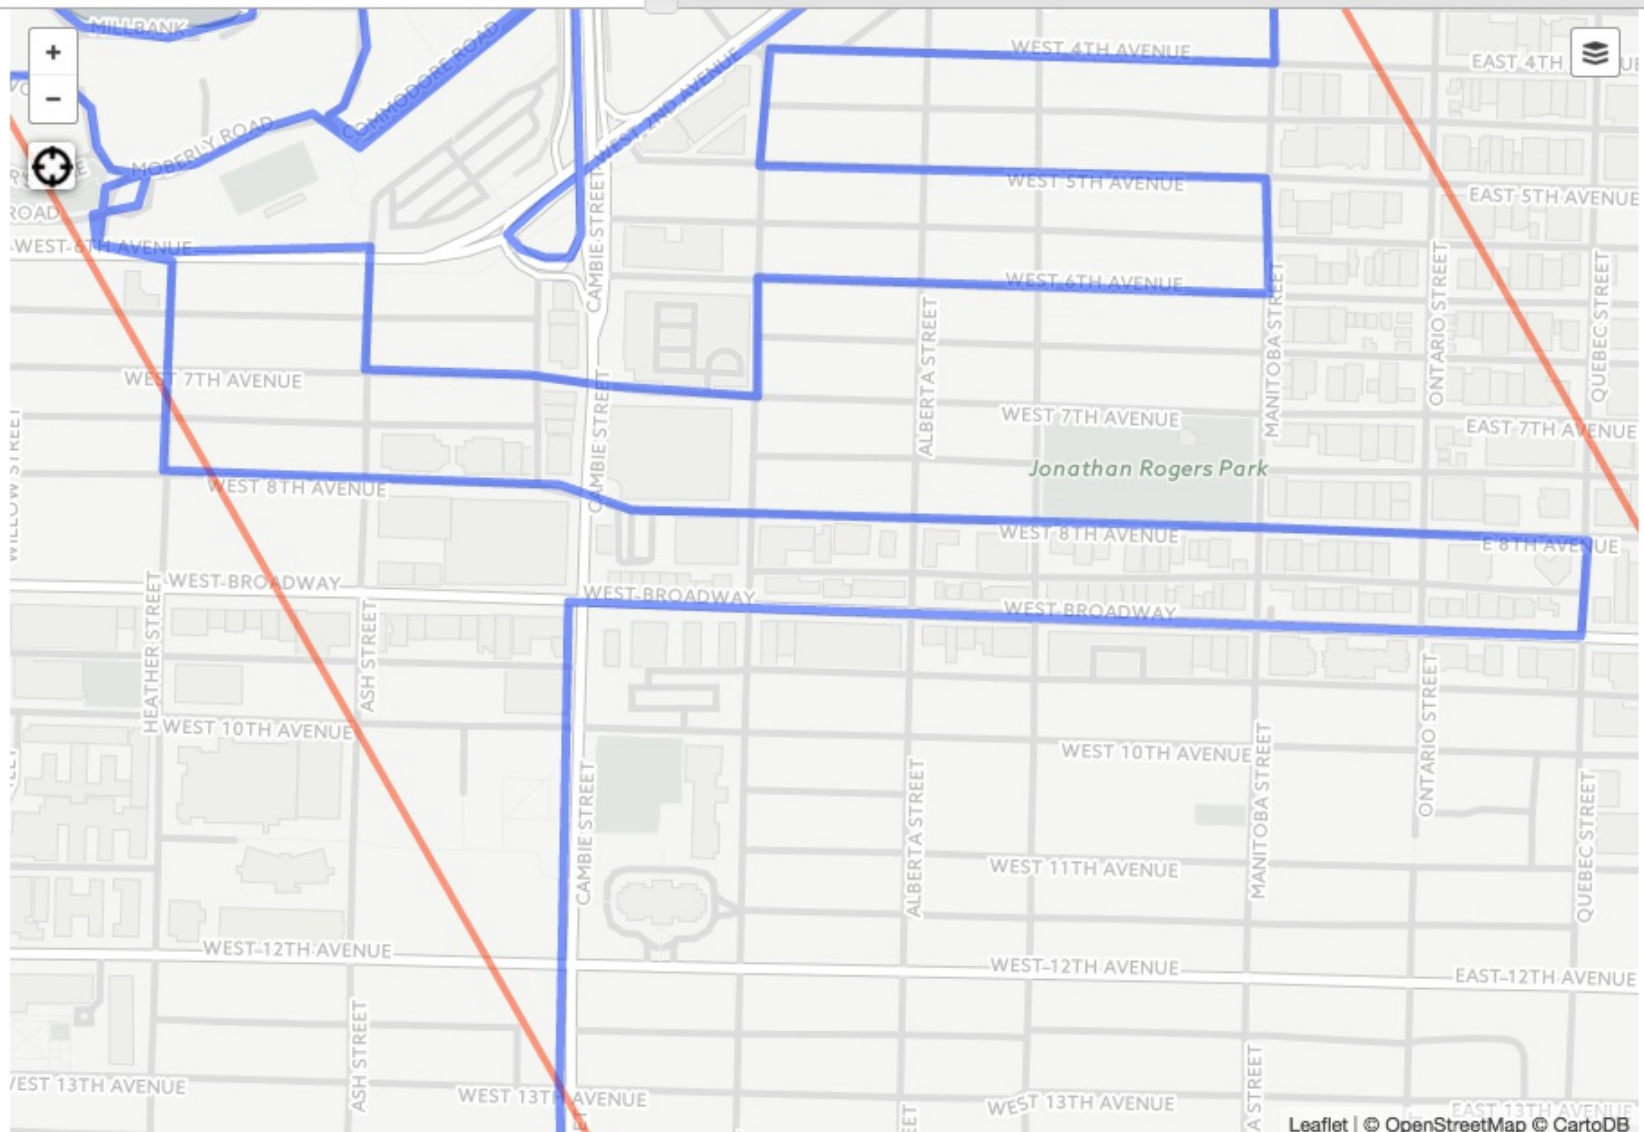 MILLBANK
+
−
COMMODORE ROAD
WEST 2ND AVENUE
WEST 4TH AVENUE
EAST 4TH
MOBERLY ROAD
ROAD
WEST 5TH AVENUE
EAST 5TH AVENUE
CAMBIE STREET
WEST 6TH AVENUE
WEST 6TH AVENUE
MANITOBA STREET
ONTARIO STREET
QUEBEC STREET
ALBERTA STREET
WEST 7TH AVENUE
CAMBIE STREET
WEST 7TH AVENUE
EAST 7TH AVENUE
Jonathan Rogers Park
WILLOW STREET
WEST 8TH AVENUE
WEST 8TH AVENUE
E 8TH AVENUE
WEST BROADWAY
WEST BROADWAY
WEST BROADWAY
HEATHER STREET
ASH STREET
ONTARIO STREET
WEST 10TH AVENUE
WEST 10TH AVENUE
MANITOBA STREET
CAMBIE STREET
ALBERTA STREET
QUEBEC STREET
WEST 11TH AVENUE
WEST 12TH AVENUE
WEST 12TH AVENUE
EAST 12TH AVENUE
ASH STREET
WEST 13TH AVENUE
WEST 13TH AVENUE
WEST 13TH AVENUE
EAST 13TH AVENUE
Leaflet | © OpenStreetMap © CartoDB